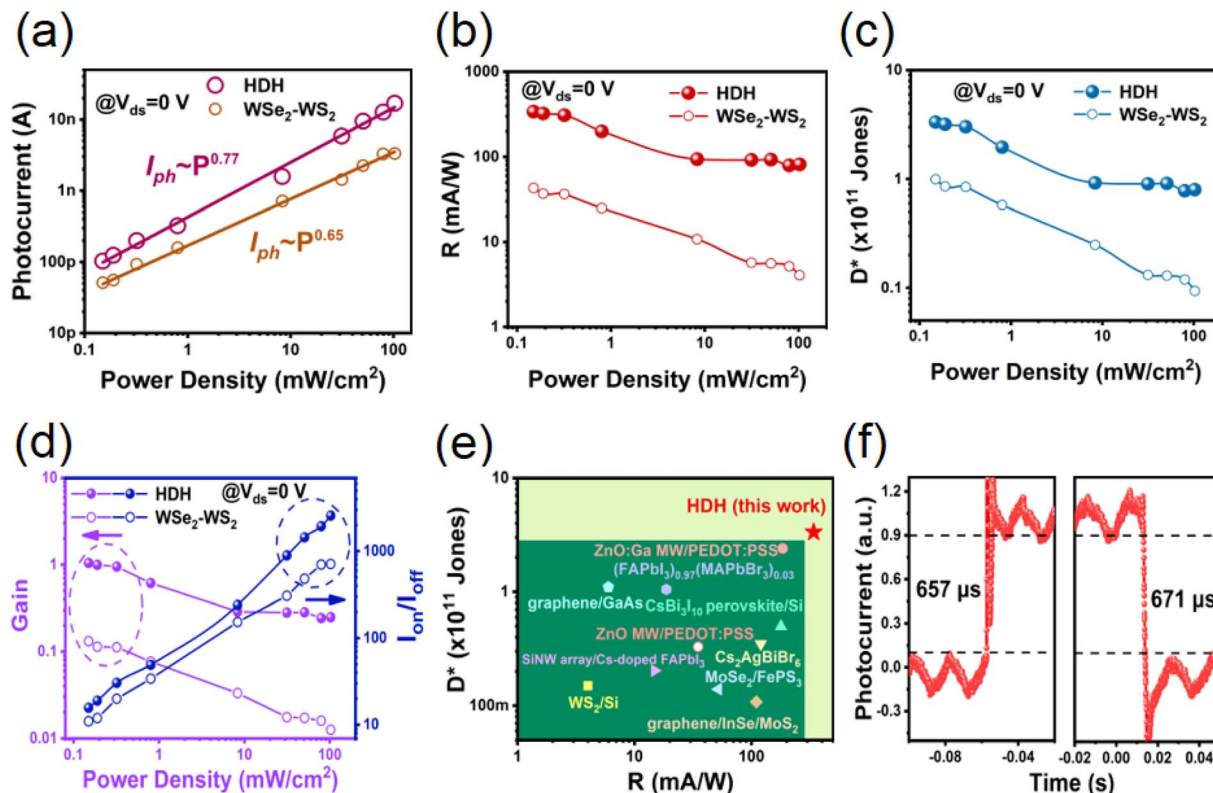 (a)
@V_ds=0 V
HDH
WSe₂-WS₂
I_ph~P^0.77
I_ph~P^0.65
Photocurrent (A)
10n
1n
100p
10p
0.1
1
10
100
Power Density (mW/cm²)
(b)
@V_ds=0 V
HDH
WSe₂-WS₂
R (mA/W)
1000
100
10
1
0.1
1
10
100
Power Density (mW/cm²)
(c)
@V_ds=0 V
HDH
WSe₂-WS₂
D* (x10¹¹ Jones)
10
1
0.1
0.1
1
10
100
Power Density (mW/cm²)
(d)
HDH
@V_ds=0 V
WSe₂-WS₂
Gain
10
1
0.1
0.01
I_on/I_off
1000
100
10
0.1
1
10
100
Power Density (mW/cm²)
(e)
HDH (this work)
ZnO:Ga MW/PEDOT:PSS
(FAPbI₃)₀.₉₇(MAPbBr₃)₀.₀₃
graphene/GaAs
CsBi₃I₁₀ perovskite/Si
ZnO MW/PEDOT:PSS
Cs₂AgBiBr₆
SiNW array/Cs-doped FAPbI₃
MoSe₂/FePS₃
WS₂/Si
graphene/InSe/MoS₂
D* (x10¹¹ Jones)
10
1
100m
1
10
100
R (mA/W)
(f)
Photocurrent (a.u.)
1.2
0.9
0.6
0.3
0.0
-0.3
657 µs
671 µs
-0.08
-0.04
0.00
0.02
0.04
Time (s)